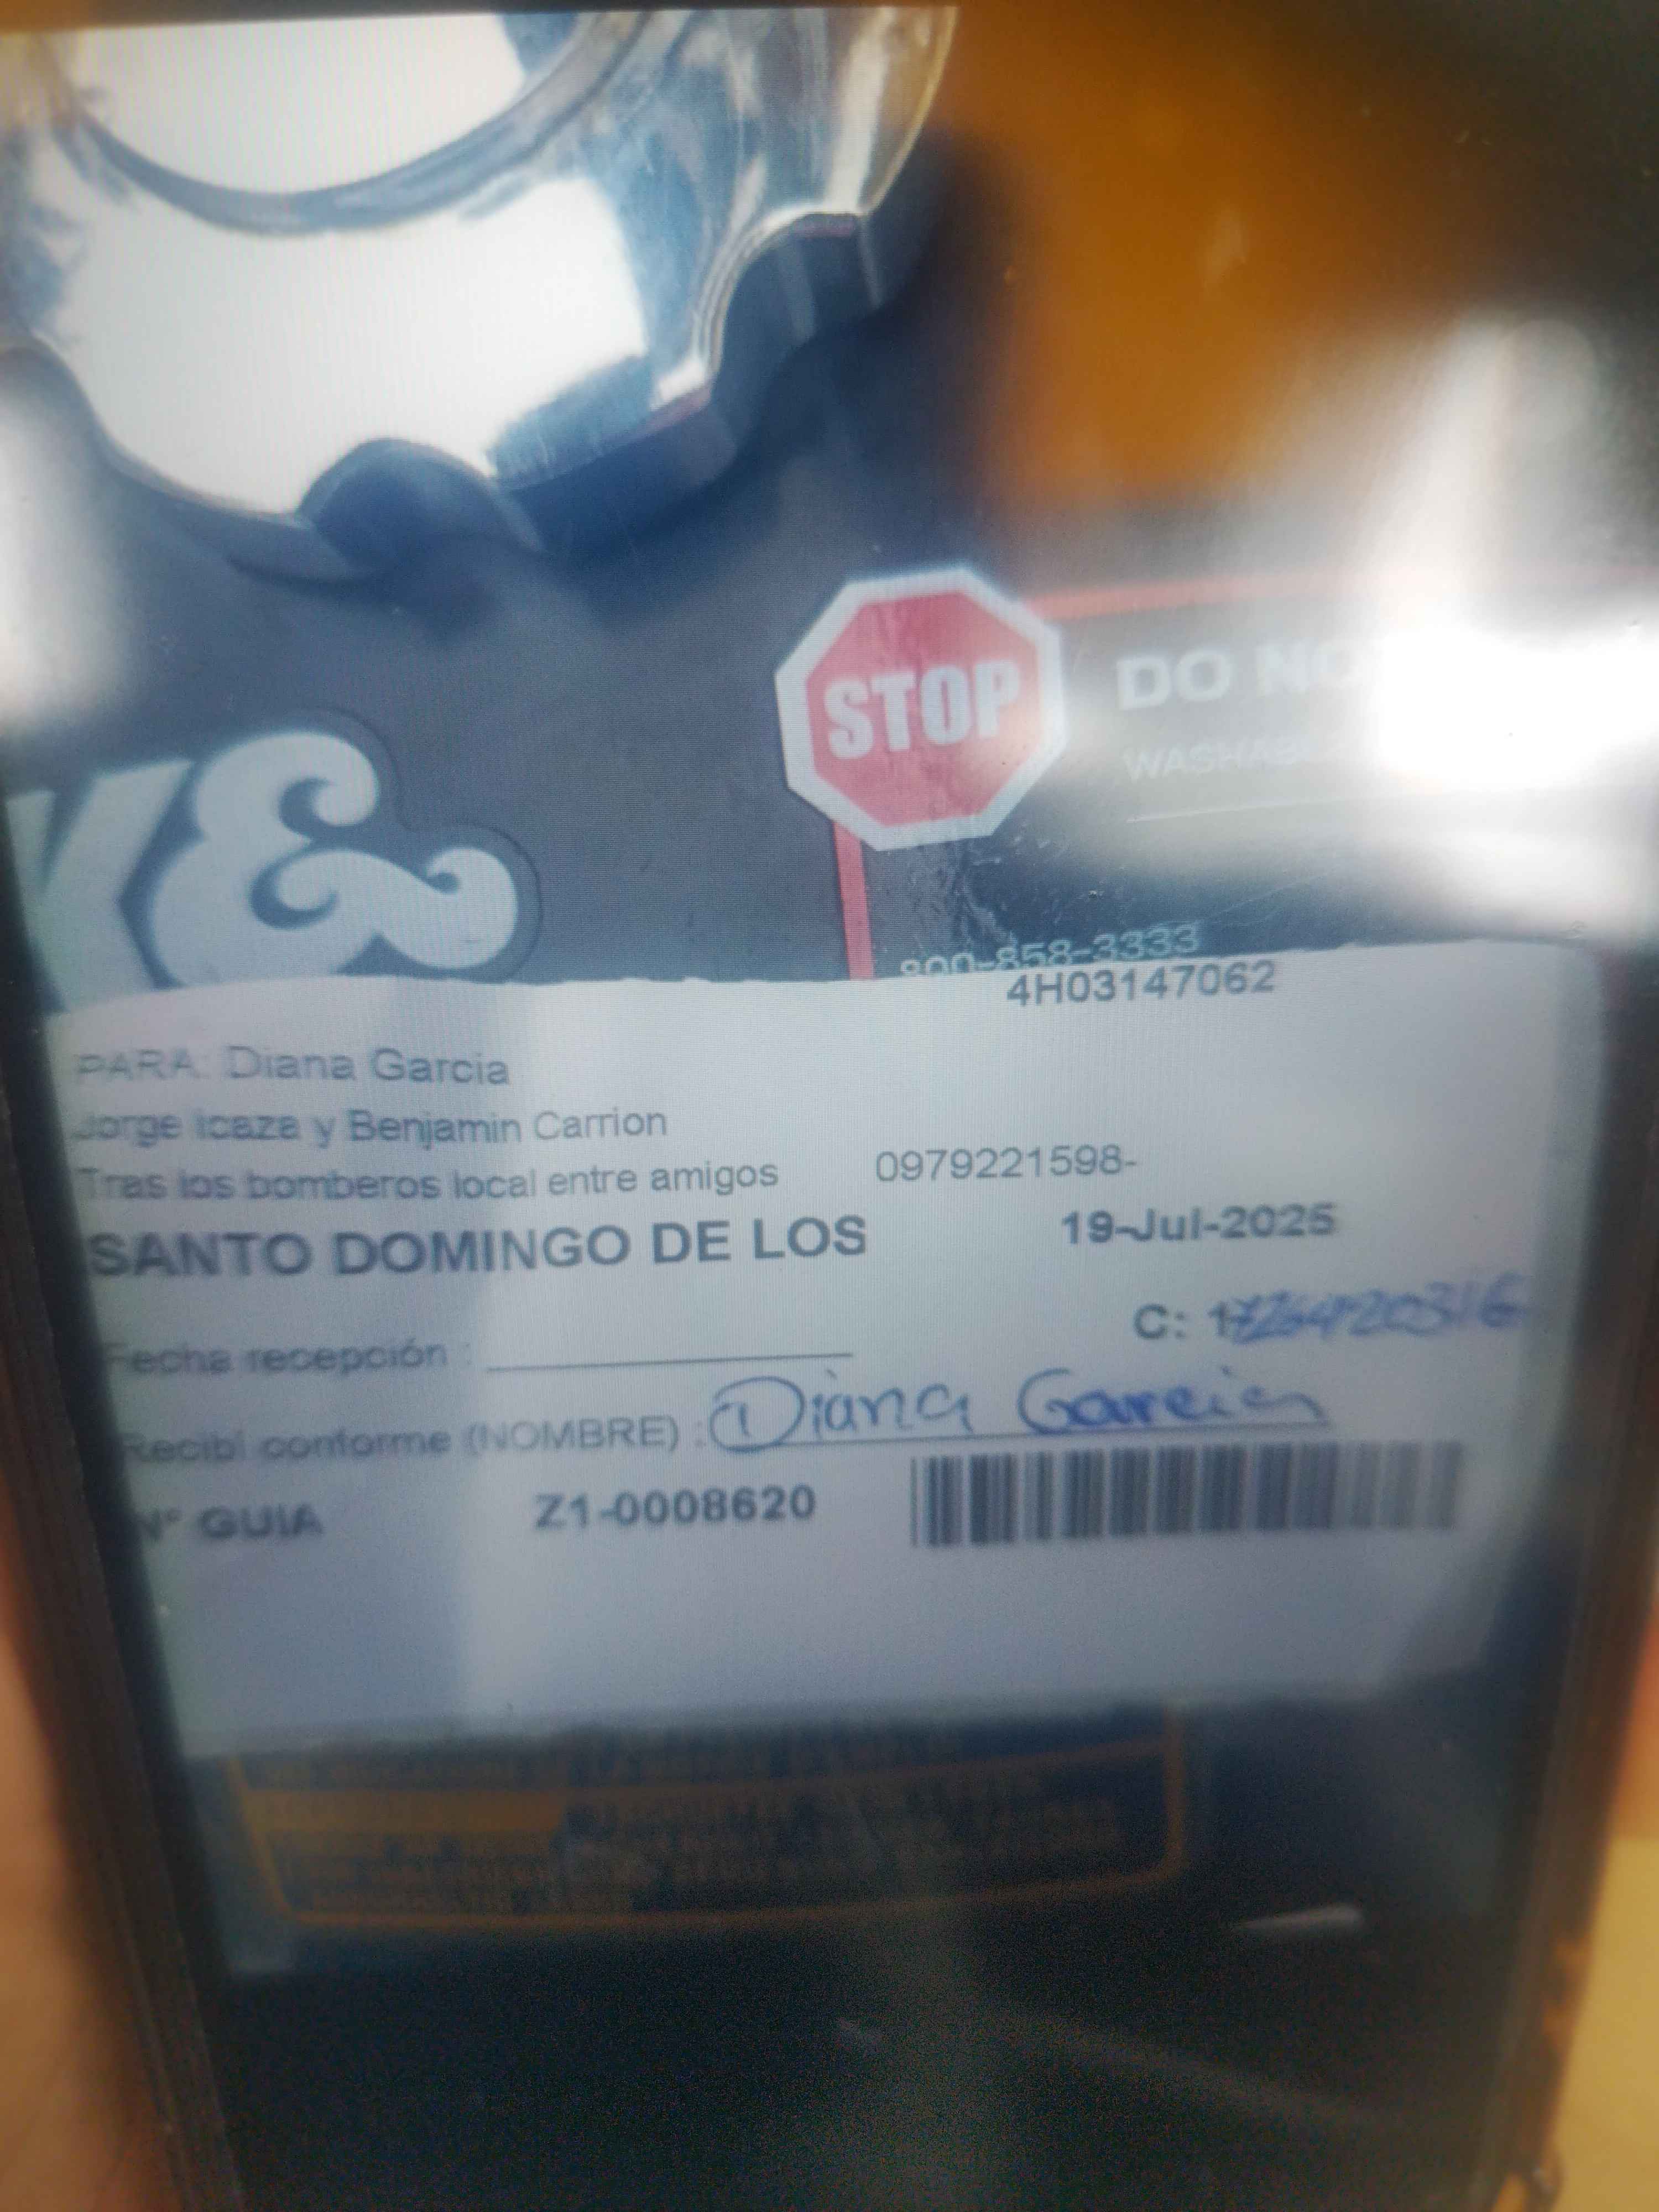 STOP
DO NO
WASHABLE
K&
800-858-3333
4H03147062
PARA: Diana Garcia
Jorge Icaza y Benjamin Carrion
Tras los bomberos local entre amigos 0979221598-
SANTO DOMINGO DE LOS 19-Jul-2025
C:
Fecha recepción :
Recibí conforme (NOMBRE) : Diana Garcia
N° GUIA Z1-0008620